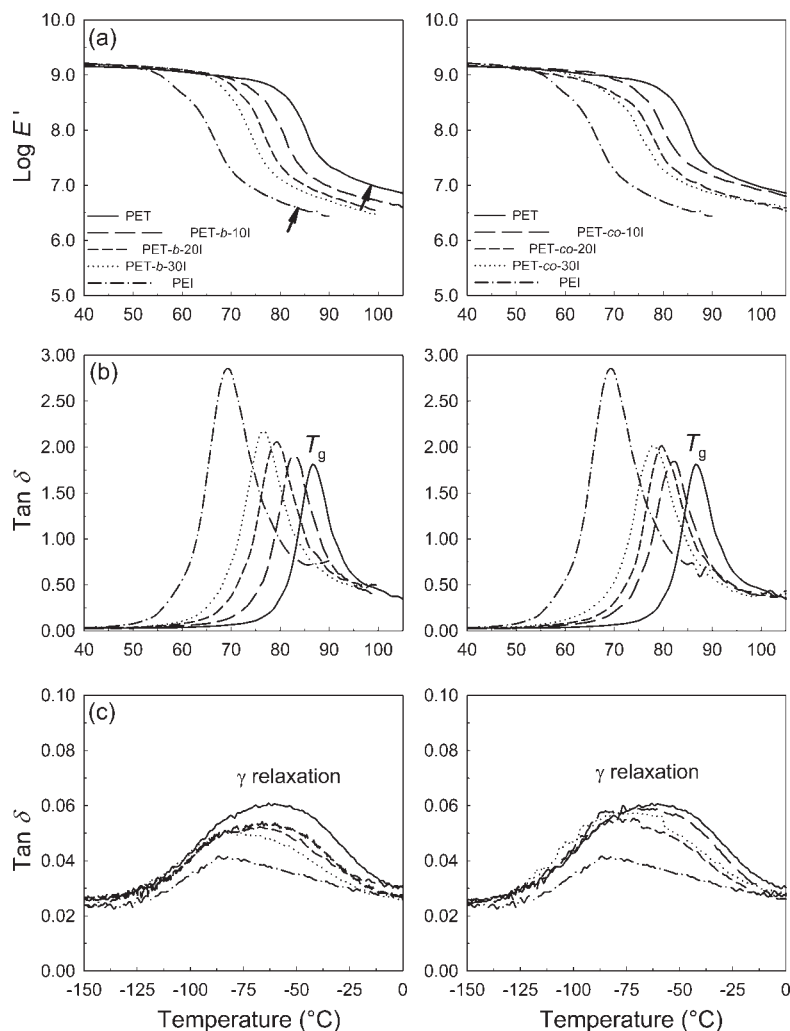 (a)
Log E'
10.0
9.0
8.0
7.0
6.0
5.0
PET
PET-b-10I
PET-b-20I
PET-b-30I
PEI
40 50 60 70 80 90 100
PET
PET-co-10I
PET-co-20I
PET-co-30I
PEI
10.0
9.0
8.0
7.0
6.0
5.0
40 50 60 70 80 90 100
(b)
Tan δ
3.00
2.50
2.00
1.50
1.00
0.50
0.00
Tg
40 50 60 70 80 90 100
3.00
2.50
2.00
1.50
1.00
0.50
0.00
Tg
40 50 60 70 80 90 100
(c)
Tan δ
0.10
0.08
0.06
0.04
0.02
0.00
γ relaxation
-150 -125 -100 -75 -50 -25 0
Temperature (°C)
0.10
0.08
0.06
0.04
0.02
0.00
γ relaxation
-150 -125 -100 -75 -50 -25 0
Temperature (°C)